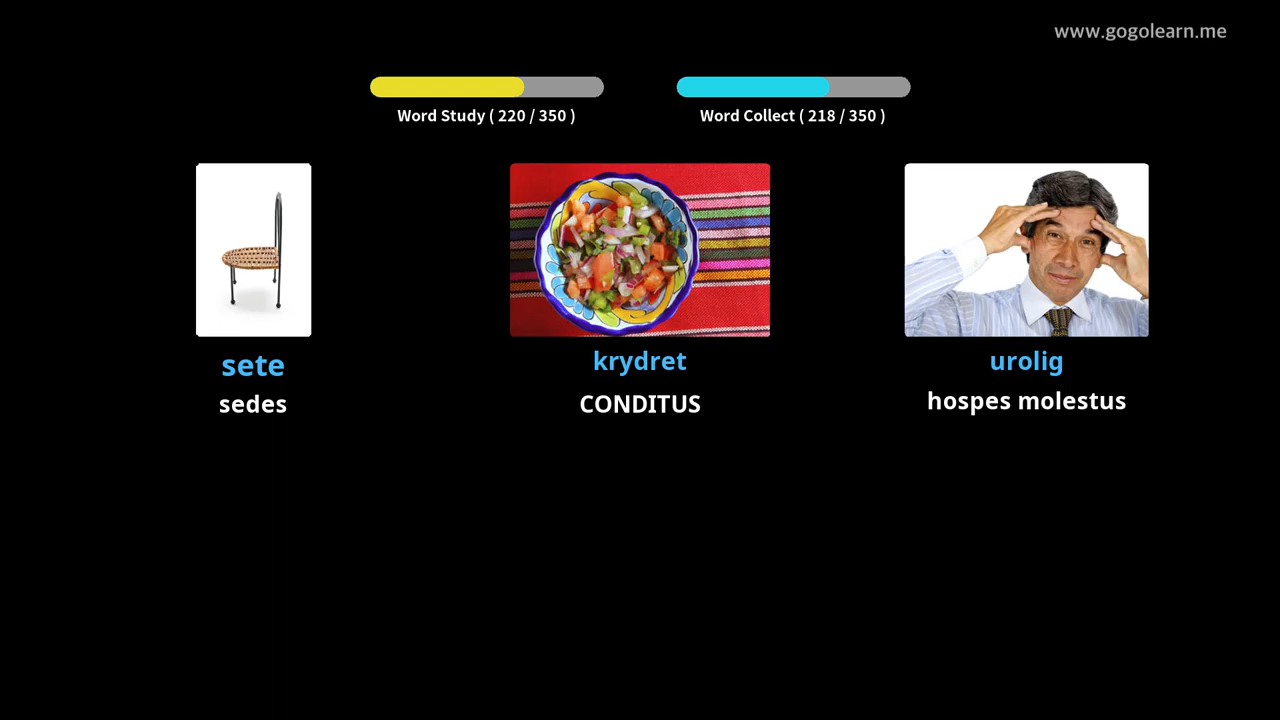 www.gogolearn.me
Word Study ( 220 / 350 )
Word Collect ( 218 / 350 )
sete
sedes
krydret
CONDITUS
urolig
hospes molestus